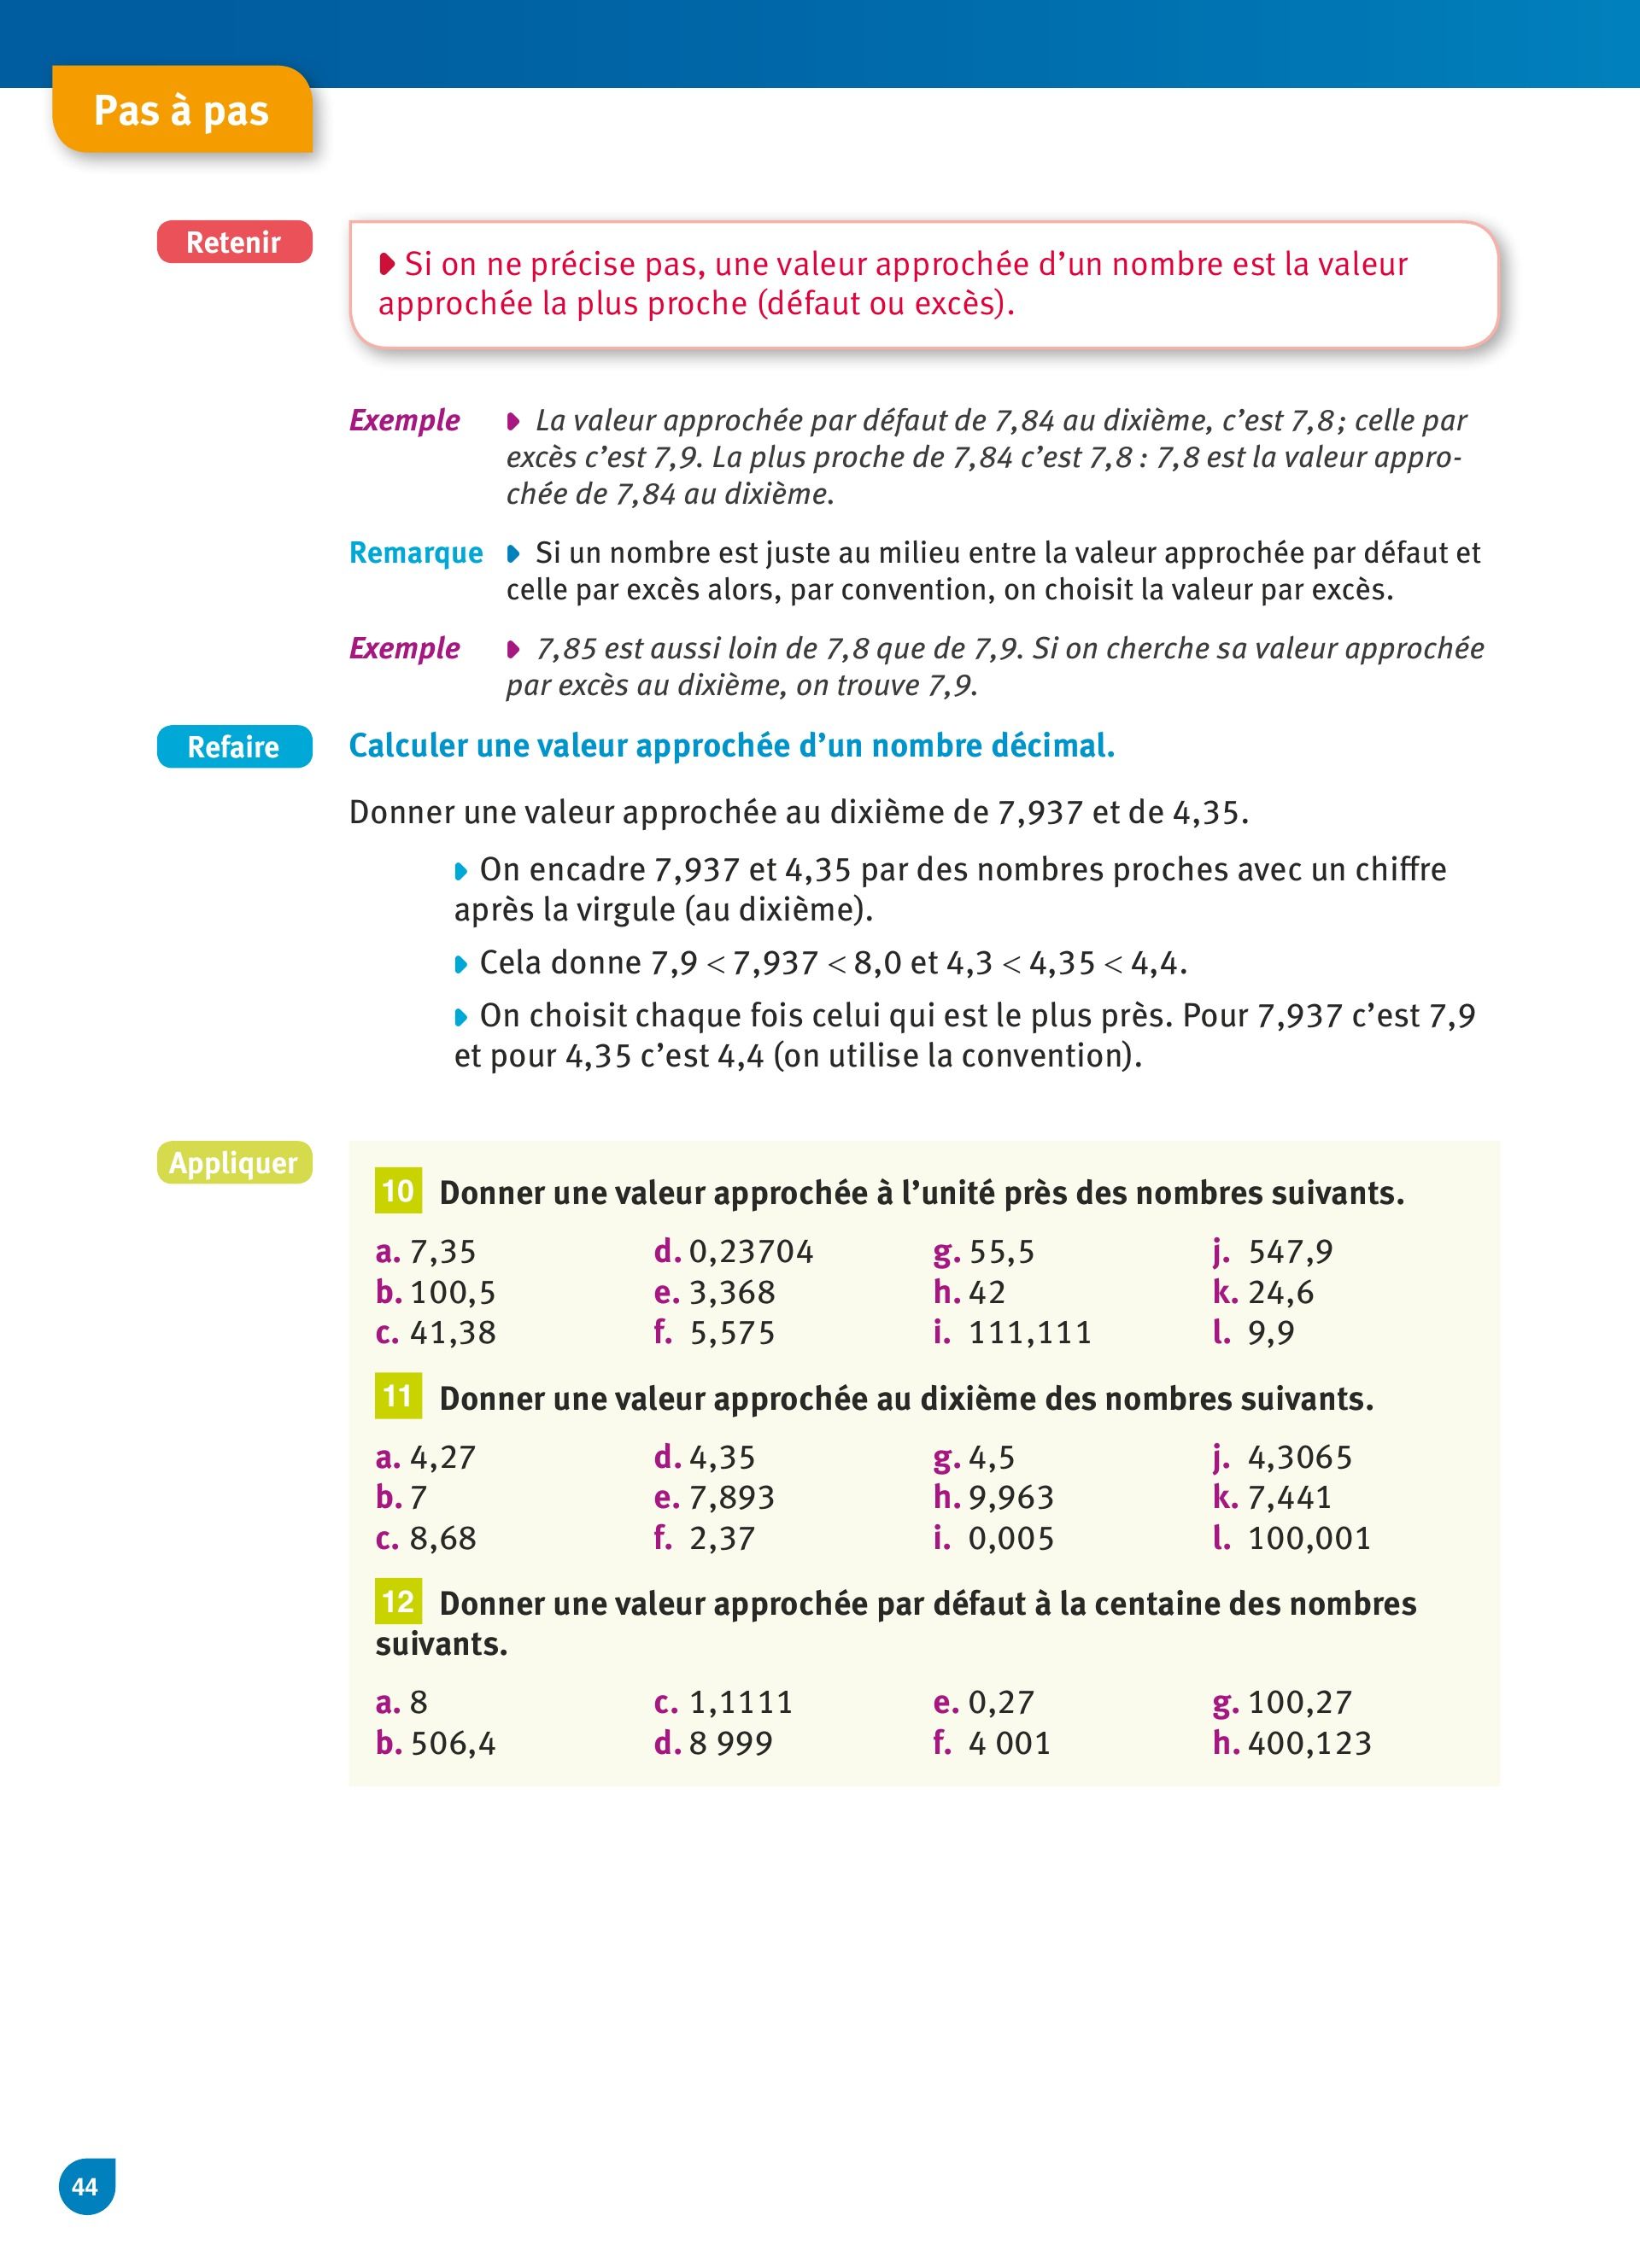 Pas à pas
Retenir
Si on ne précise pas, une valeur approchée d’un nombre est la valeur
approchée la plus proche (défaut ou excès).
Exemple La valeur approchée par défaut de 7,84 au dixième, c’est 7,8; celle par
excès c’est 7,9. La plus proche de 7,84 c’est 7,8 : 7,8 est la valeur appro-
chée de 7,84 au dixième.
Remarque Si un nombre est juste au milieu entre la valeur approchée par défaut et
celle par excès alors, par convention, on choisit la valeur par excès.
Exemple 7,85 est aussi loin de 7,8 que de 7,9. Si on cherche sa valeur approchée
par excès au dixième, on trouve 7,9.
Refaire Calculer une valeur approchée d’un nombre décimal.
Donner une valeur approchée au dixième de 7,937 et de 4,35.
On encadre 7,937 et 4,35 par des nombres proches avec un chiffre
après la virgule (au dixième).
Cela donne 7,9 < 7,937 < 8,0 et 4,3 < 4,35 < 4,4.
On choisit chaque fois celui qui est le plus près. Pour 7,937 c’est 7,9
et pour 4,35 c’est 4,4 (on utilise la convention).
Appliquer
10 Donner une valeur approchée à l’unité près des nombres suivants.
a. 7,35 d. 0,23704 g. 55,5 j. 547,9
b. 100,5 e. 3,368 h. 42 k. 24,6
c. 41,38 f. 5,575 i. 111,111 l. 9,9
11 Donner une valeur approchée au dixième des nombres suivants.
a. 4,27 d. 4,35 g. 4,5 j. 4,3065
b. 7 e. 7,893 h. 9,963 k. 7,441
c. 8,68 f. 2,37 i. 0,005 l. 100,001
12 Donner une valeur approchée par défaut à la centaine des nombres
suivants.
a. 8 c. 1,1111 e. 0,27 g. 100,27
b. 506,4 d. 8 999 f. 4 001 h. 400,123
44